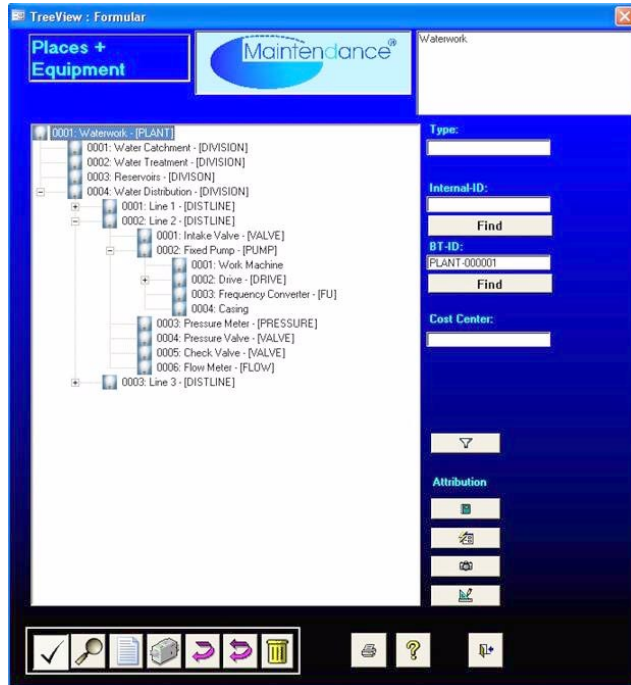 TreeView : Formular
Places +
Equipment
Maintendance®
Waterwork
0001: Waterwork - [PLANT]
0001: Water Catchment - [DIVISION]
0002: Water Treatment - [DIVISION]
0003: Reservoirs - [DIVISON]
0004: Water Distribution - [DIVISION]
0001: Line 1 - [DISTLINE]
0002: Line 2 - [DISTLINE]
0001: Intake Valve - [VALVE]
0002: Fixed Pump - [PUMP]
0001: Work Machine
0002: Drive - [DRIVE]
0003: Frequency Converter - [FU]
0004: Casing
0003: Pressure Meter - [PRESSURE]
0004: Pressure Valve - [VALVE]
0005: Check Valve - [VALVE]
0006: Flow Meter - [FLOW]
0003: Line 3 - [DISTLINE]
Type:
Internal-ID:
Find
BT-ID:
PLANT-000001
Find
Cost Center:
Attribution
?